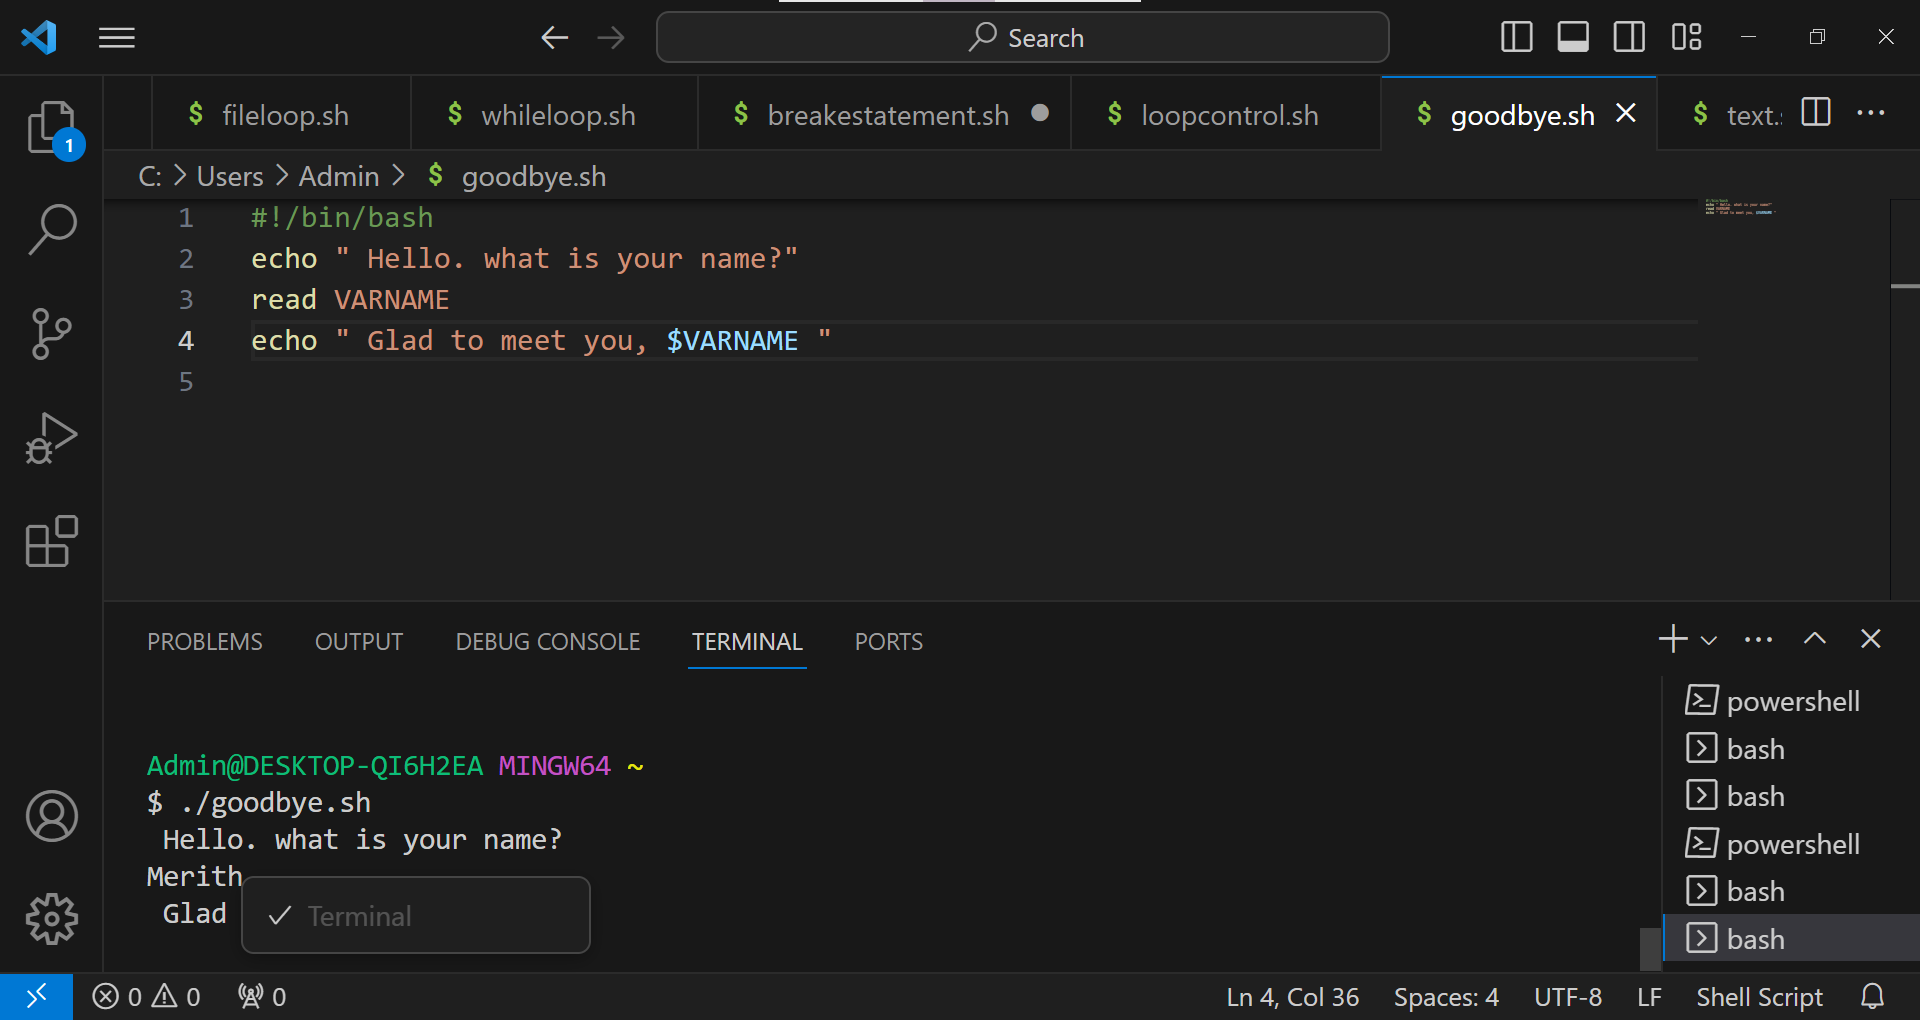 Search
fileloop.sh
whileloop.sh
breakestatement.sh
loopcontrol.sh
goodbye.sh
text.
1
C: > Users > Admin > $ goodbye.sh
1 #!/bin/bash
2 echo " Hello. what is your name?"
3 read VARNAME
4 echo " Glad to meet you, $VARNAME "
5
PROBLEMS OUTPUT DEBUG CONSOLE TERMINAL PORTS
Admin@DESKTOP-QI6H2EA MINGW64 ~
$ ./goodbye.sh
Hello. what is your name?
Merith
Glad
Terminal
powershell
bash
bash
powershell
bash
bash
0 0 0
Ln 4, Col 36 Spaces: 4 UTF-8 LF Shell Script